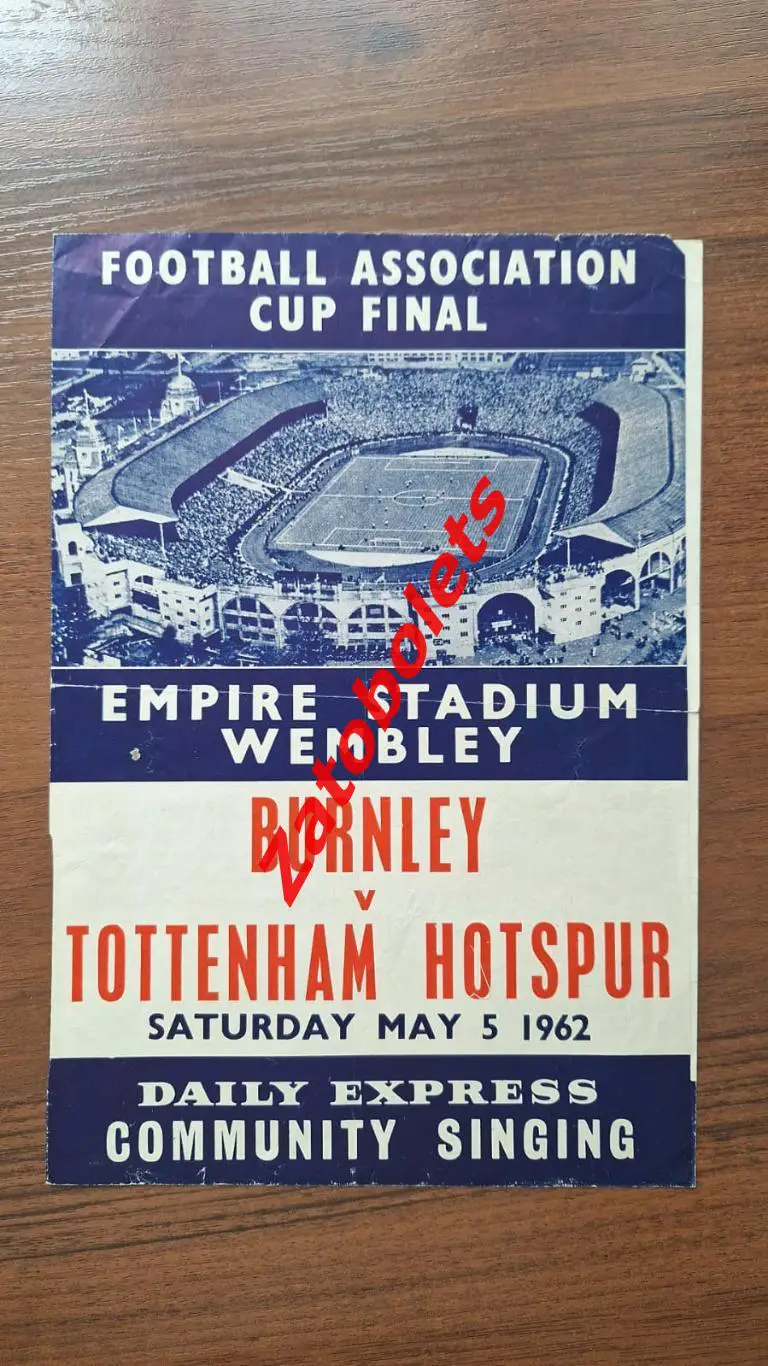 FOOTBALL ASSOCIATION
CUP FINAL
EMPIRE STADIUM
WEMBLEY
BURNLEY
v
TOTTENHAM HOTSPUR
SATURDAY MAY 5 1962
DAILY EXPRESS
COMMUNITY SINGING
Zatobolets